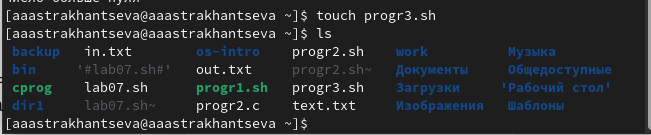 [aaastrakhantseva@aaastrakhantseva ~]$ touch progr3.sh
[aaastrakhantseva@aaastrakhantseva ~]$ ls
backup in.txt os-intro progr2.sh work Музыка
bin '#lab07.sh#' out.txt progr2.sh~ Документы Общедоступные
cprog lab07.sh progr1.sh progr3.sh Загрузки 'Рабочий стол'
dir1 lab07.sh~ progr2.c text.txt Изображения Шаблоны
[aaastrakhantseva@aaastrakhantseva ~]$